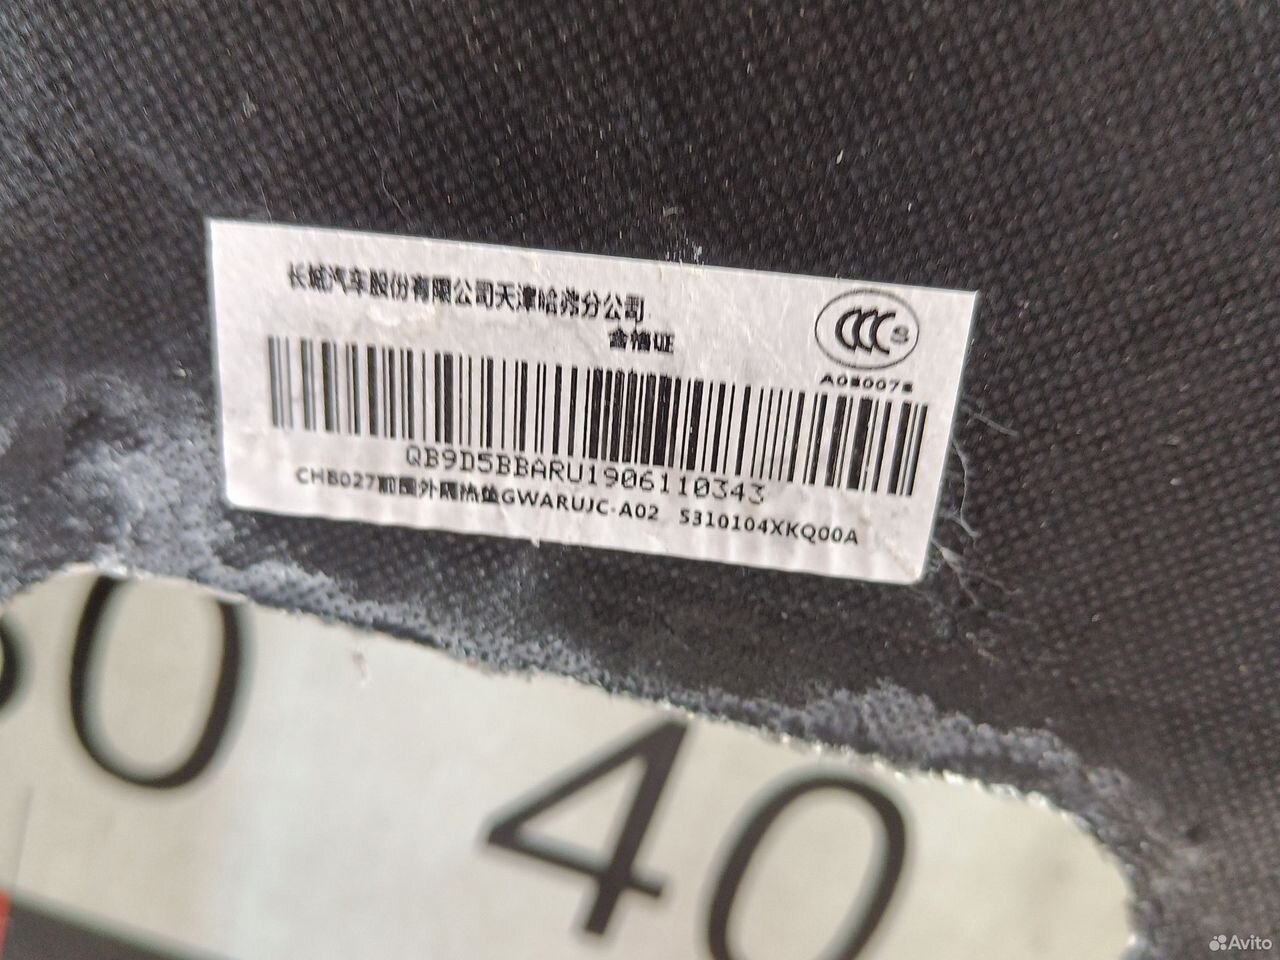 长城汽车股份有限公司天津哈弗分公司
合格证
CCC S
A080078
QB9D5BBARU1906110343
CHB027前围外隔热垫GWARUJC-A02 5310104XKQ00A
40
Avito